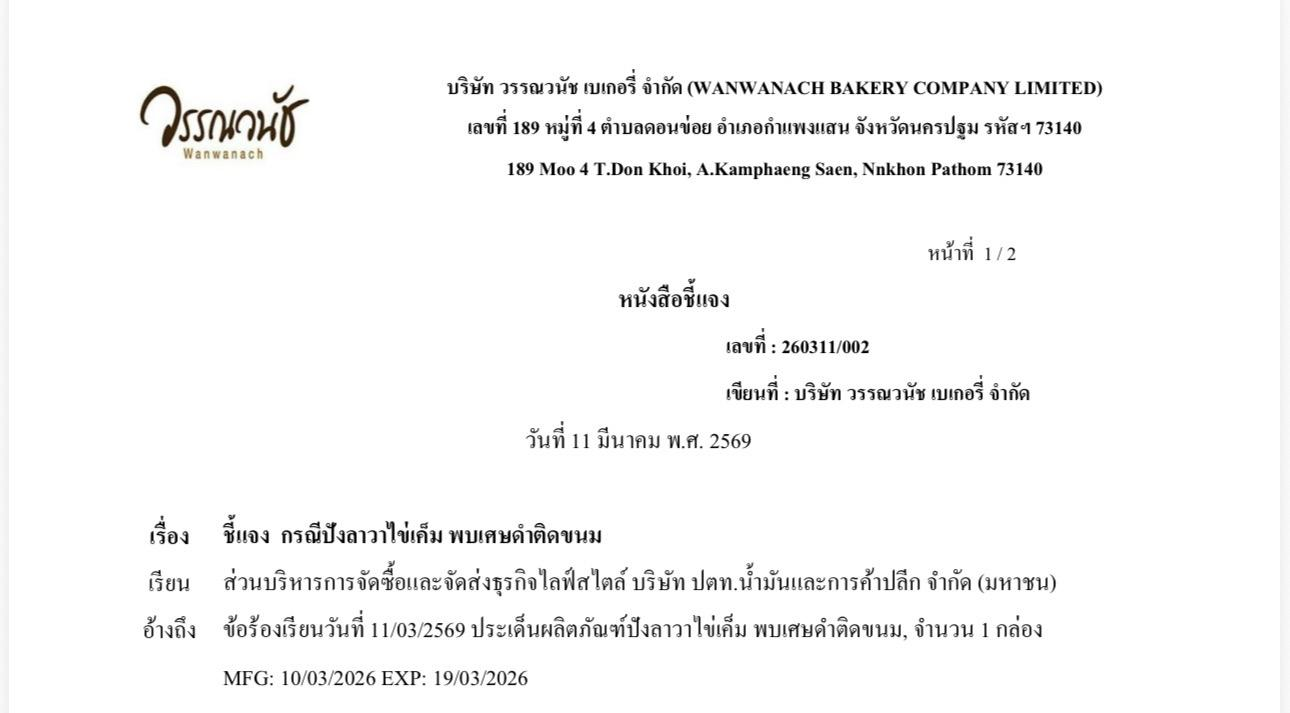 วรรณวนัช
Wanwanach
บริษัท วรรณวนัช เบเกอรี่ จำกัด (WANWANACH BAKERY COMPANY LIMITED)
เลขที่ 189 หมู่ที่ 4 ตำบลดอนข่อย อำเภอกำแพงแสน จังหวัดนครปฐม รหัสฯ 73140
189 Moo 4 T.Don Khoi, A.Kamphaeng Saen, Nnkhon Pathom 73140
หน้าที่ 1 / 2
หนังสือชี้แจง
เลขที่ : 260311/002
เขียนที่ : บริษัท วรรณวนัช เบเกอรี่ จำกัด
วันที่ 11 มีนาคม พ.ศ. 2569
เรื่อง ชี้แจง กรณีปังลาวาไข่เค็ม พบเศษดำติดขนม
เรียน ส่วนบริหารการจัดซื้อและจัดส่งธุรกิจไลฟ์สไตล์ บริษัท ปตท.น้ำมันและการค้าปลีก จำกัด (มหาชน)
อ้างถึง ข้อร้องเรียนวันที่ 11/03/2569 ประเด็นผลิตภัณฑ์ปังลาวาไข่เค็ม พบเศษดำติดขนม, จำนวน 1 กล่อง
MFG: 10/03/2026 EXP: 19/03/2026